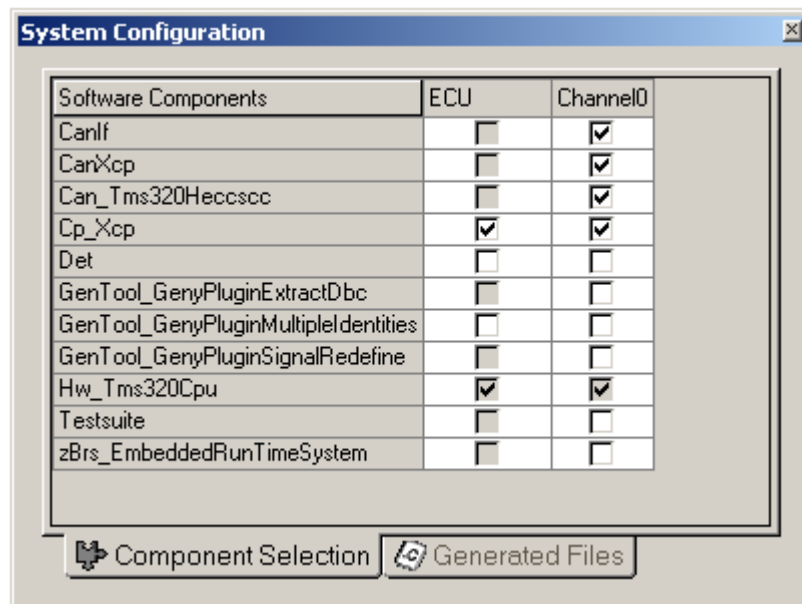 System Configuration
Software Components ECU Channel0
CanIf
CanXcp
Can_Tms320Heccscc
Cp_Xcp
Det
GenTool_GenyPluginExtractDbc
GenTool_GenyPluginMultipleIdentities
GenTool_GenyPluginSignalRedefine
Hw_Tms320Cpu
Testsuite
zBrs_EmbeddedRunTimeSystem
Component Selection Generated Files